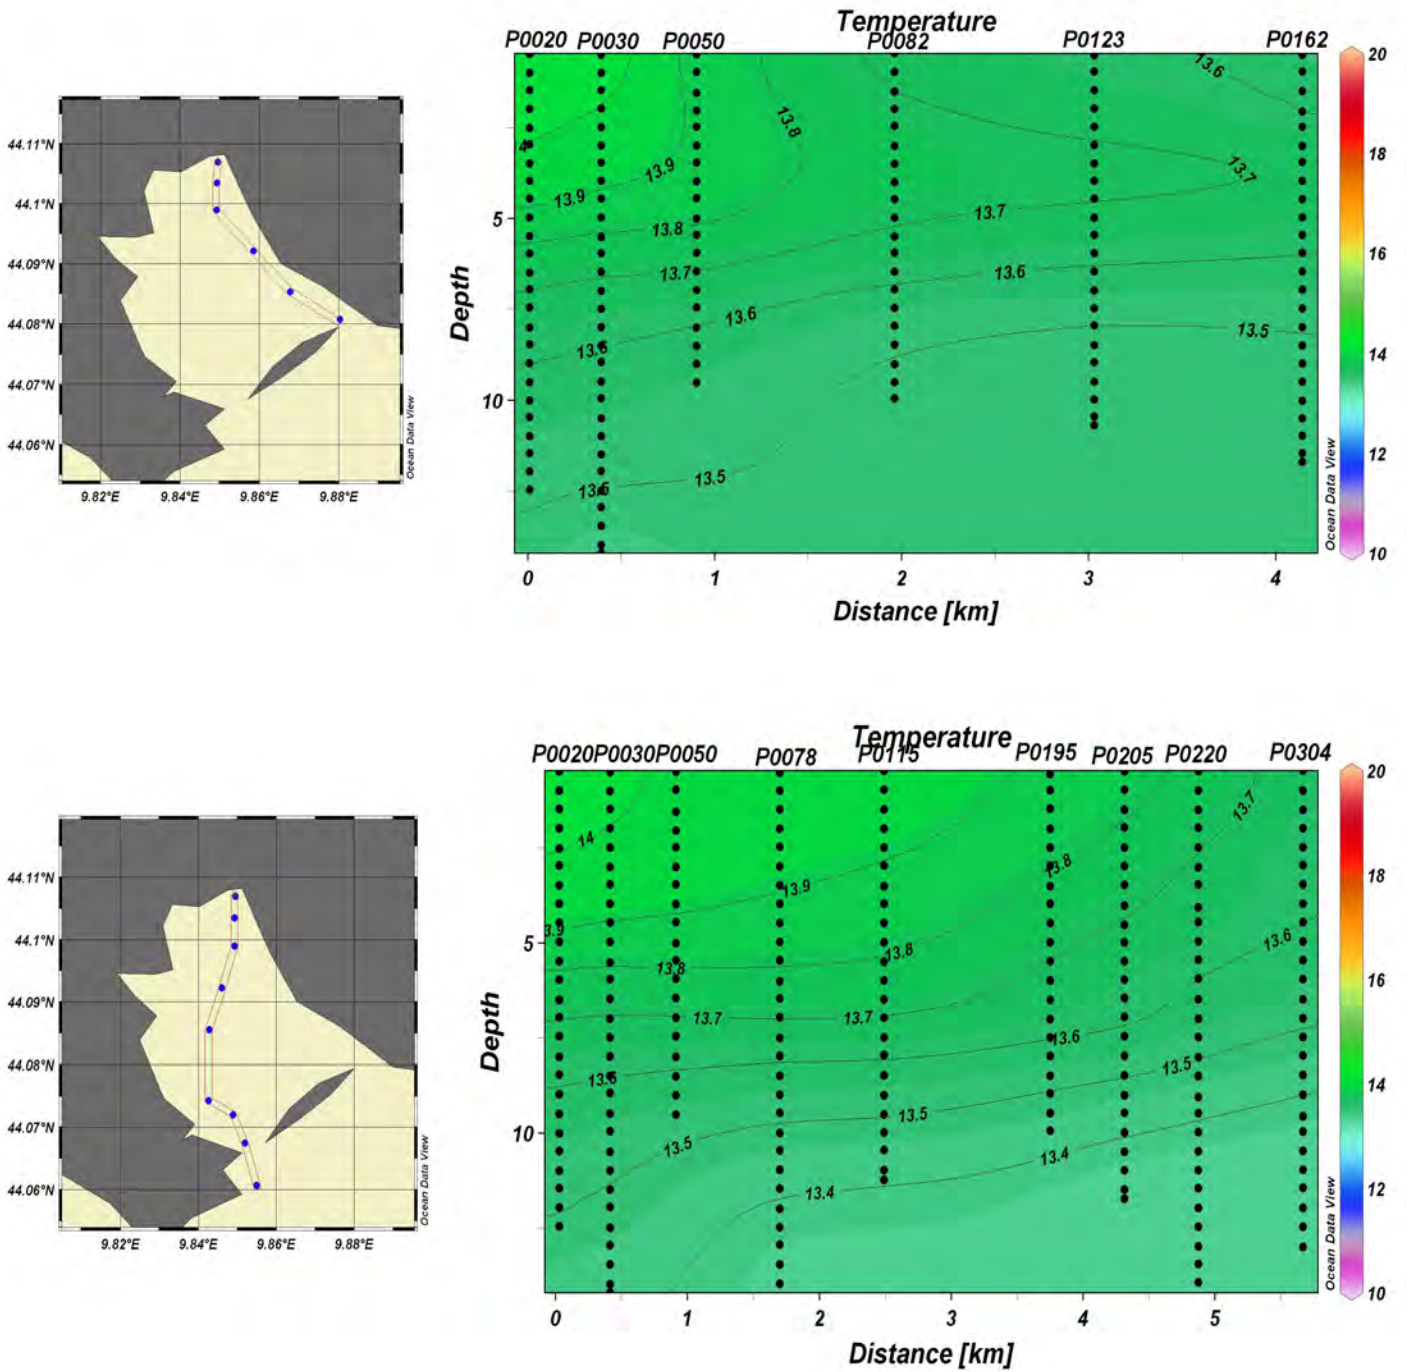 Temperature
P0020 P0030 P0050 P0082 P0123 P0162
20
18
16
14
12
10
Ocean Data View
13.6
13.8
4
13.9
13.9
13.7
13.8
13.7
13.7
13.6
13.6
13.5
13.6
13.5
13.5
5
10
Depth
0 1 2 3 4
Distance [km]
44.11°N
44.1°N
44.09°N
44.08°N
44.07°N
44.06°N
9.82°E 9.84°E 9.86°E 9.88°E
Ocean Data View
Temperature
P0020 P0030 P0050 P0078 P0115 P0195 P0205 P0220 P0304
20
18
16
14
12
10
Ocean Data View
14
13.7
13.8
13.9
3.9
13.8
13.8
13.6
13.7
13.7
13.6
13.6
13.5
13.5
13.5
13.4
13.4
5
10
Depth
0 1 2 3 4 5
Distance [km]
44.11°N
44.1°N
44.09°N
44.08°N
44.07°N
44.06°N
9.82°E 9.84°E 9.86°E 9.88°E
Ocean Data View